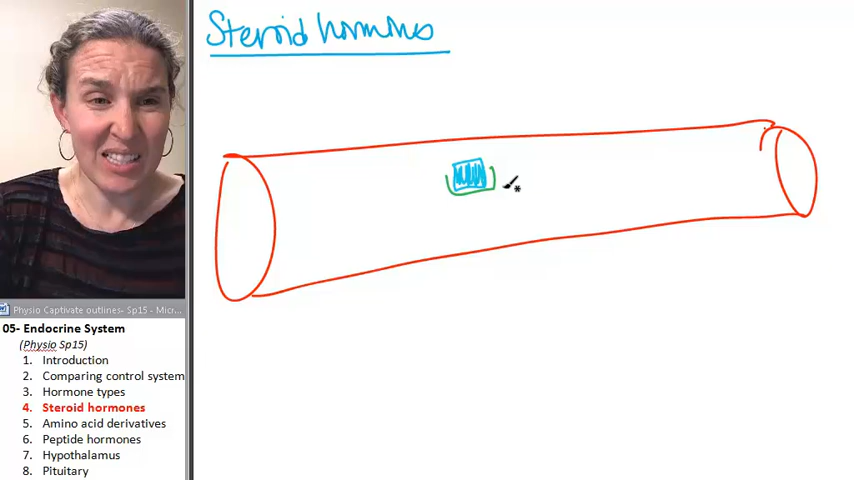 Steroid hormones
Physio Captivate outlines- Sp15 - Micr...
05- Endocrine System
(Physio Sp15)
1. Introduction
2. Comparing control system
3. Hormone types
4. Steroid hormones
5. Amino acid derivatives
6. Peptide hormones
7. Hypothalamus
8. Pituitary